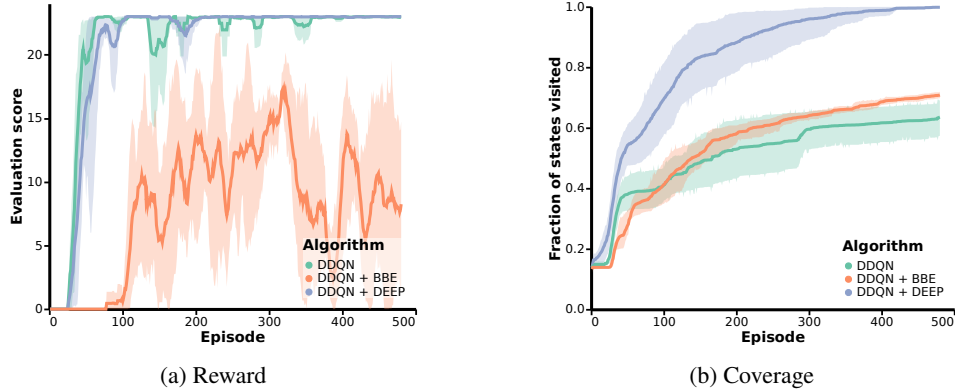 20
15
10
5
0
Evaluation score
Algorithm
DDQN
DDQN + BBE
DDQN + DEEP
0 100 200 300 400 500
Episode
(a) Reward
1.0
0.8
0.6
0.4
0.2
0.0
Fraction of states visited
Algorithm
DDQN
DDQN + BBE
DDQN + DEEP
0 100 200 300 400 500
Episode
(b) Coverage